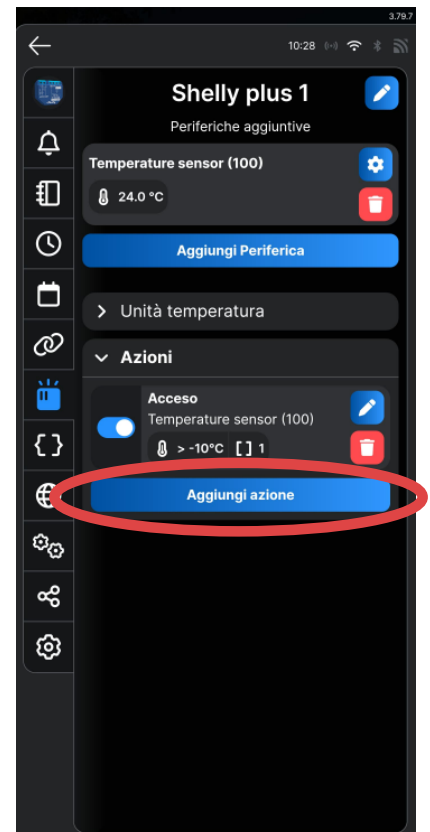 3.79.7
10:28
Shelly plus 1
Periferiche aggiuntive
Temperature sensor (100)
24.0 °C
Aggiungi Periferica
Unità temperatura
Azioni
Acceso
Temperature sensor (100)
> -10°C [ ] 1
Aggiungi azione